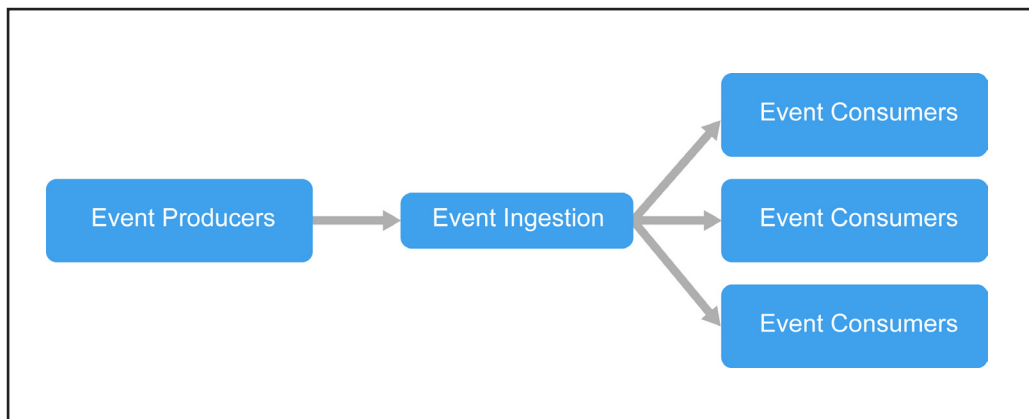 Event Producers
Event Ingestion
Event Consumers
Event Consumers
Event Consumers